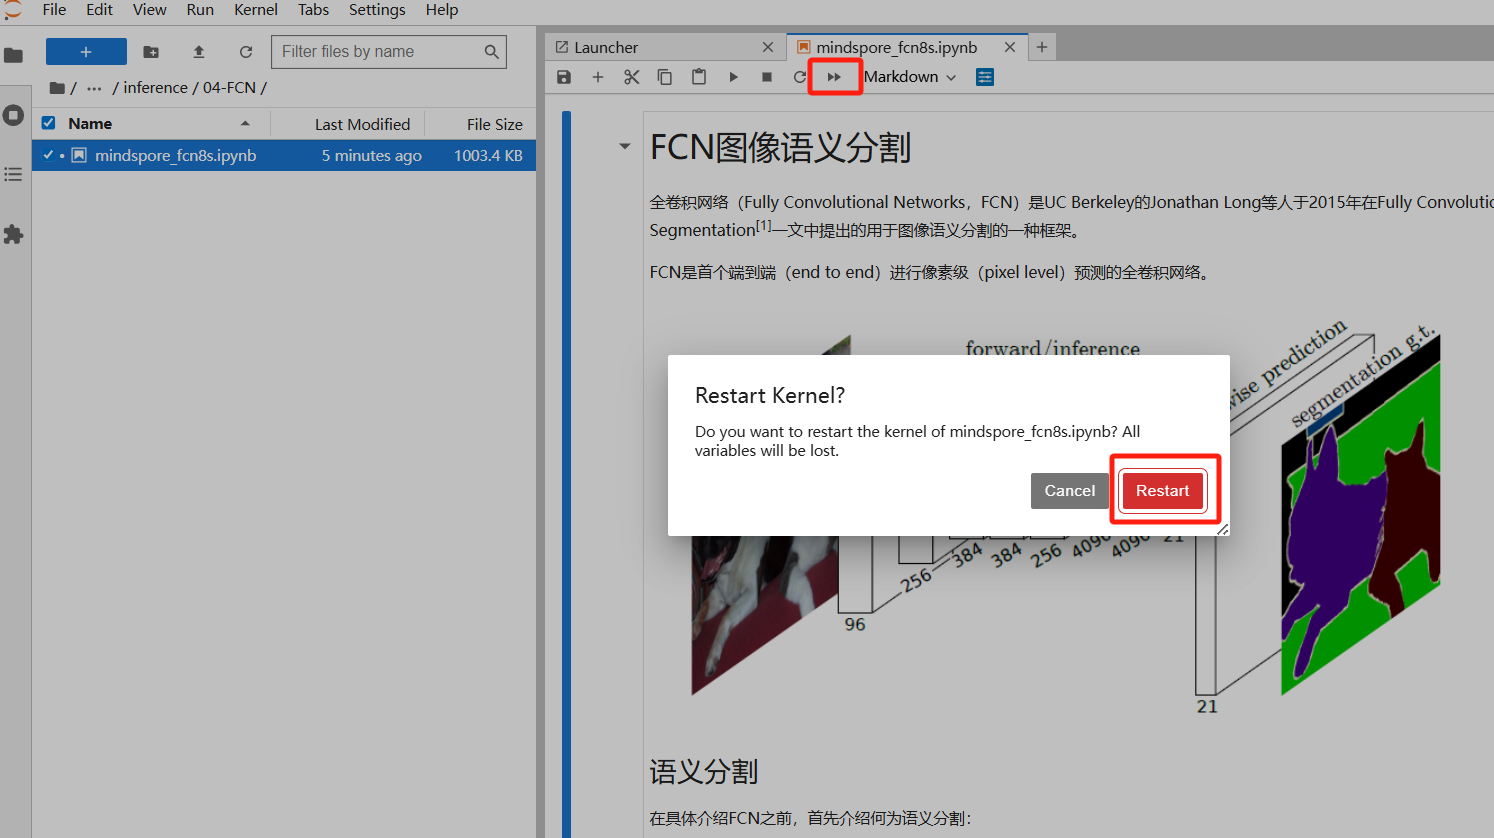 File Edit View Run Kernel Tabs Settings Help
+
Filter files by name
/ ··· / inference / 04-FCN /
Name Last Modified File Size
mindspore_fcn8s.ipynb 5 minutes ago 1003.4 KB
Launcher
mindspore_fcn8s.ipynb
Markdown
FCN图像语义分割
全卷积网络（Fully Convolutional Networks，FCN）是UC Berkeley的Jonathan Long等人于2015年在Fully Convolutio
Segmentation[1]一文中提出的用于图像语义分割的一种框架。
FCN是首个端到端（end to end）进行像素级（pixel level）预测的全卷积网络。
forward/inference
wise prediction
segmentation g.t.
Restart Kernel?
Do you want to restart the kernel of mindspore_fcn8s.ipynb? All
variables will be lost.
Cancel Restart
96
256
384
384
256
4096
4096
21
21
语义分割
在具体介绍FCN之前，首先介绍何为语义分割：